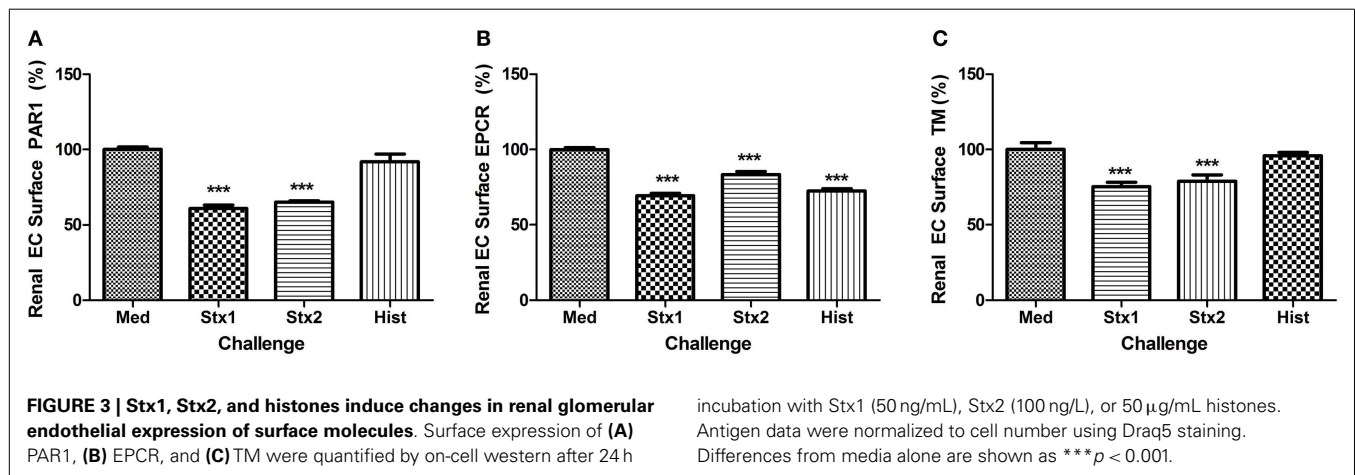 A
Renal EC Surface PAR1 (%)
150
100
50
0
***
***
Med Stx1 Stx2 Hist
Challenge
B
Renal EC Surface EPCR (%)
150
100
50
0
***
***
***
Med Stx1 Stx2 Hist
Challenge
C
Renal EC Surface TM (%)
150
100
50
0
***
***
Med Stx1 Stx2 Hist
Challenge
FIGURE 3 | Stx1, Stx2, and histones induce changes in renal glomerular
endothelial expression of surface molecules. Surface expression of (A)
PAR1, (B) EPCR, and (C) TM were quantified by on-cell western after 24 h
incubation with Stx1 (50 ng/mL), Stx2 (100 ng/L), or 50 μg/mL histones.
Antigen data were normalized to cell number using Draq5 staining.
Differences from media alone are shown as ***p < 0.001.